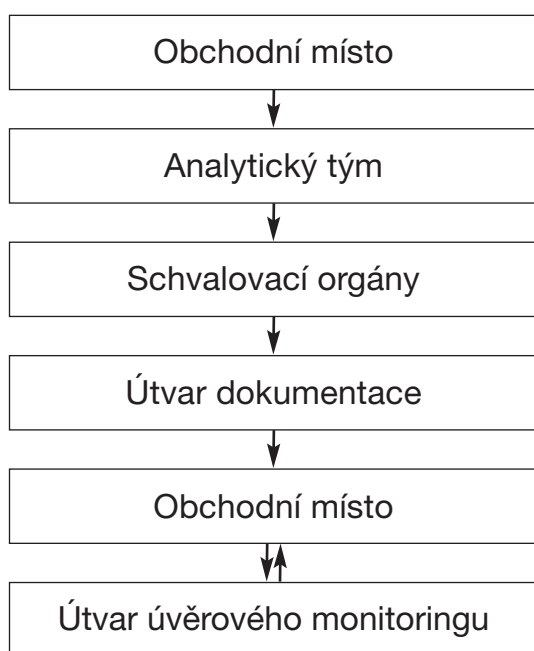 Obchodní místo
Analytický tým
Schvalovací orgány
Útvar dokumentace
Obchodní místo
Útvar úvěrového monitoringu